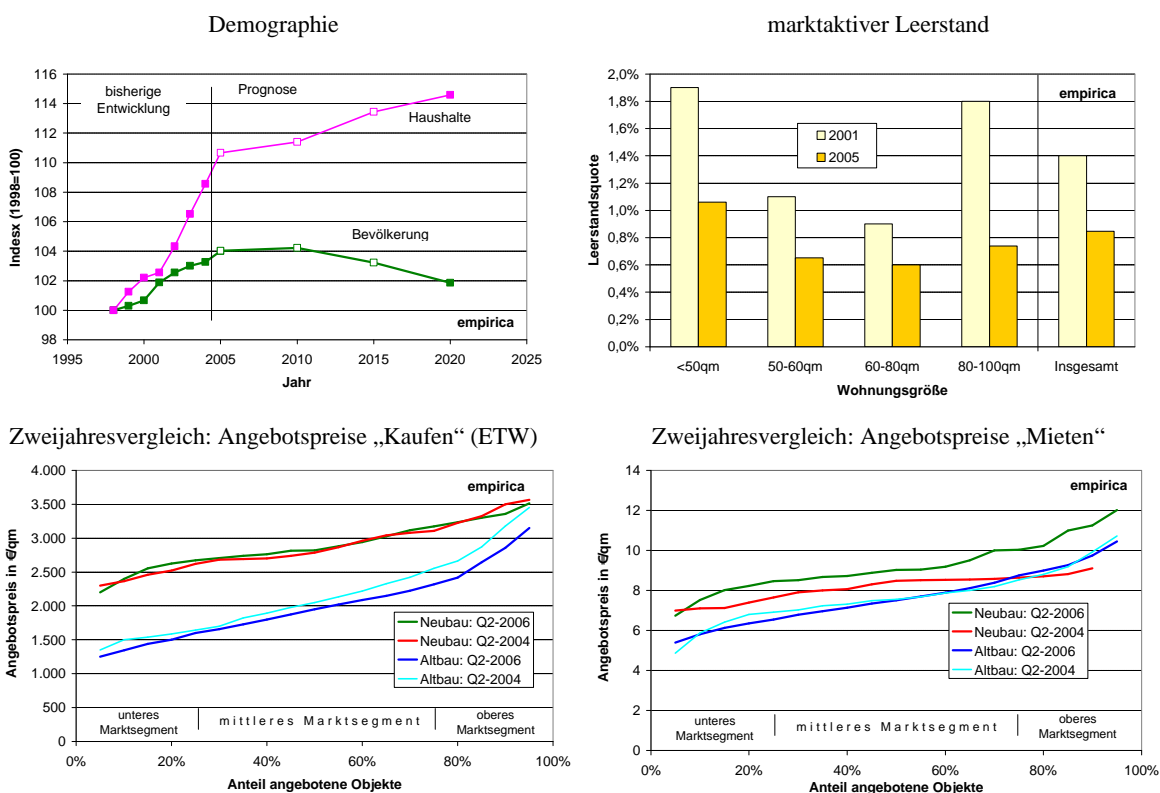 Demographie
116
114
112
110
108
106
104
102
100
98
Indesx (1998=100)
bisherige
Entwicklung
Prognose
Haushalte
Bevölkerung
empirica
1995
2000
2005
2010
2015
2020
2025
Jahr
marktaktiver Leerstand
2,0%
1,8%
1,6%
1,4%
1,2%
1,0%
0,8%
0,6%
0,4%
0,2%
0,0%
Leerstandsquote
empirica
2001
2005
<50qm
50-60qm
60-80qm
80-100qm
Insgesamt
Wohnungsgröße
Zweijahresvergleich: Angebotspreise „Kaufen“ (ETW)
4.000
3.500
3.000
2.500
2.000
1.500
1.000
500
0
Angebotspreis in €/qm
empirica
Neubau: Q2-2006
Neubau: Q2-2004
Altbau: Q2-2006
Altbau: Q2-2004
unteres
Marktsegment
mittleres Marktsegment
oberes
Marktsegment
0%
20%
40%
60%
80%
100%
Anteil angebotene Objekte
Zweijahresvergleich: Angebotspreise „Mieten“
14
12
10
8
6
4
2
0
Angebotspreis in €/qm
empirica
Neubau: Q2-2006
Neubau: Q2-2004
Altbau: Q2-2006
Altbau: Q2-2004
unteres
Marktsegment
mittleres Marktsegment
oberes
Marktsegment
0%
20%
40%
60%
80%
100%
Anteil angebotene Objekte